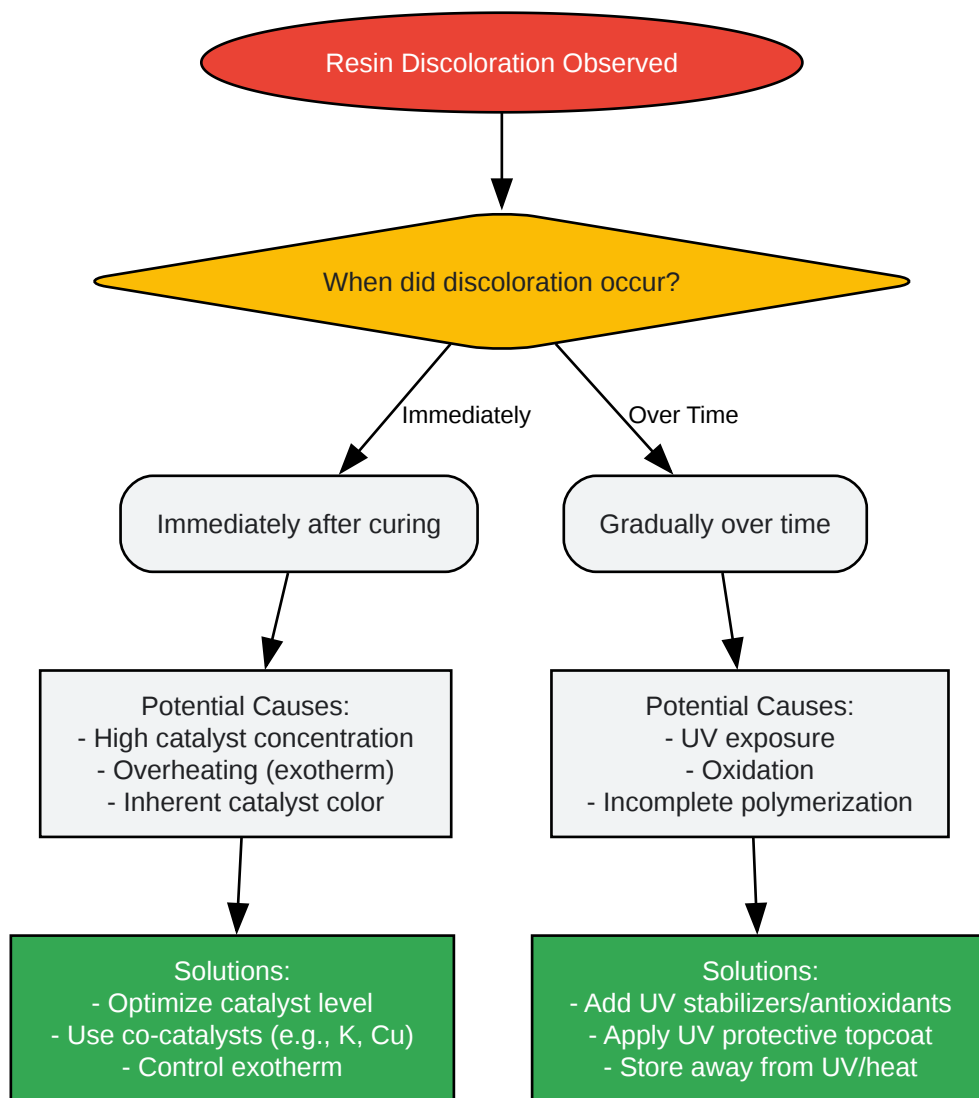 Resin Discoloration Observed
When did discoloration occur?
Immediately
Over Time
Immediately after curing
Gradually over time
Potential Causes:
- High catalyst concentration
- Overheating (exotherm)
- Inherent catalyst color
Potential Causes:
- UV exposure
- Oxidation
- Incomplete polymerization
Solutions:
- Optimize catalyst level
- Use co-catalysts (e.g., K, Cu)
- Control exotherm
Solutions:
- Add UV stabilizers/antioxidants
- Apply UV protective topcoat
- Store away from UV/heat